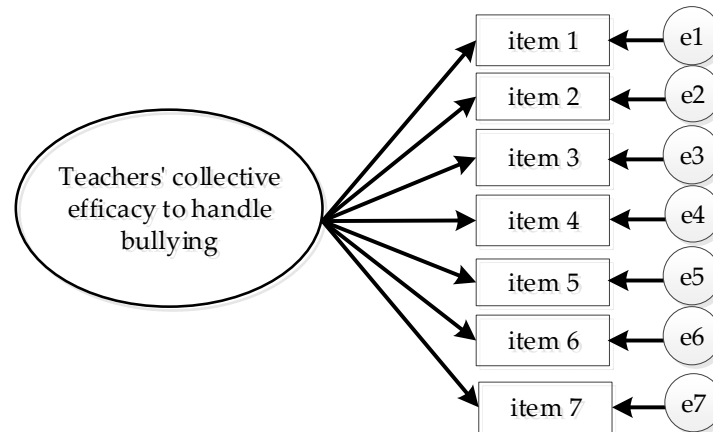 Teachers' collective
efficacy to handle
bullying
item 1
e1
item 2
e2
item 3
e3
item 4
e4
item 5
e5
item 6
e6
item 7
e7